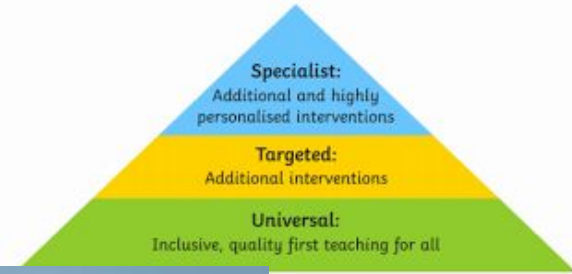 Specialist:
Additional and highly
personalised interventions
Targeted:
Additional interventions
Universal:
Inclusive, quality first teaching for all